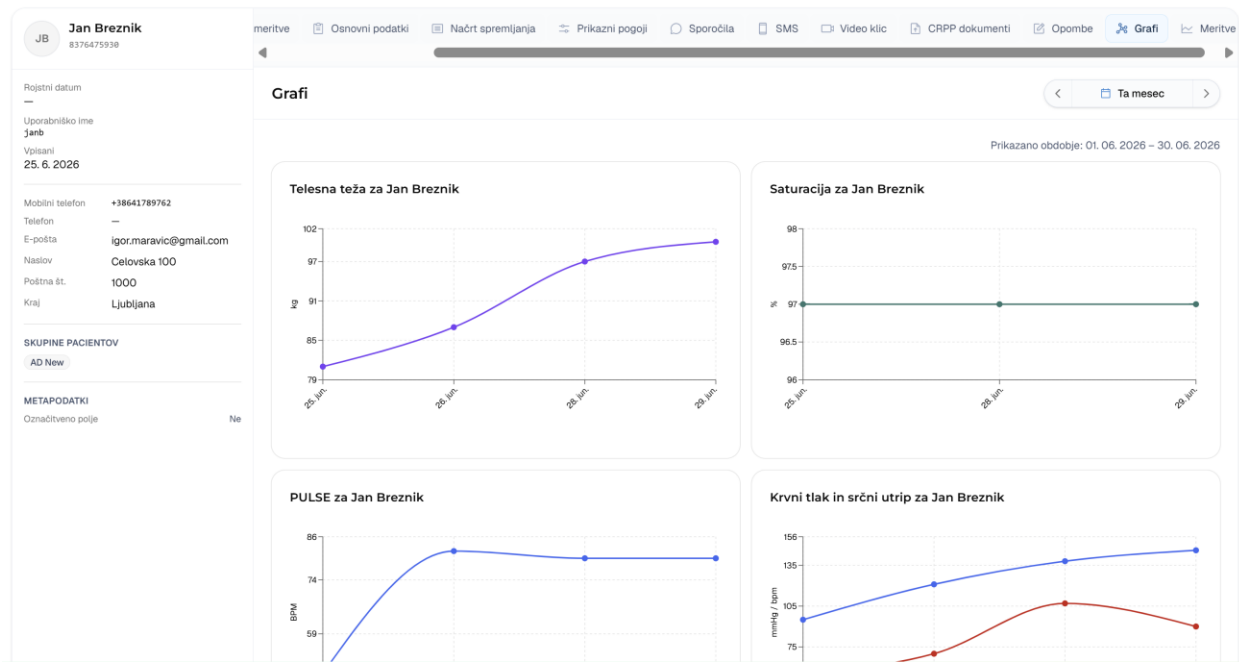 JB
Jan Breznik
8376475930
Rojstni datum
—
Uporabniško ime
janb
Vpisani
25. 6. 2026
Mobilni telefon +38641789762
Telefon —
E-pošta igor.maravic@gmail.com
Naslov Celovska 100
Poštna št. 1000
Kraj Ljubljana
SKUPINE PACIENTOV
AD New
METAPODATKI
Označitveno polje Ne
meritve Osnovni podatki Načrt spremljanja Prikazni pogoji Sporočila SMS Video klic CRPP dokumenti Opombe Grafi Meritve
Grafi
Ta mesec
Prikazano obdobje: 01. 06. 2026 – 30. 06. 2026
Telesna teža za Jan Breznik
102
97
91
85
79
kg
25. jun. 26. jun. 28. jun. 29. jun.
Saturacija za Jan Breznik
98
97.5
97
96.5
96
%
25. jun. 28. jun. 29. jun.
PULSE za Jan Breznik
86
74
59
BPM
Krvni tlak in srčni utrip za Jan Breznik
156
135
105
75
mmHg / bpm